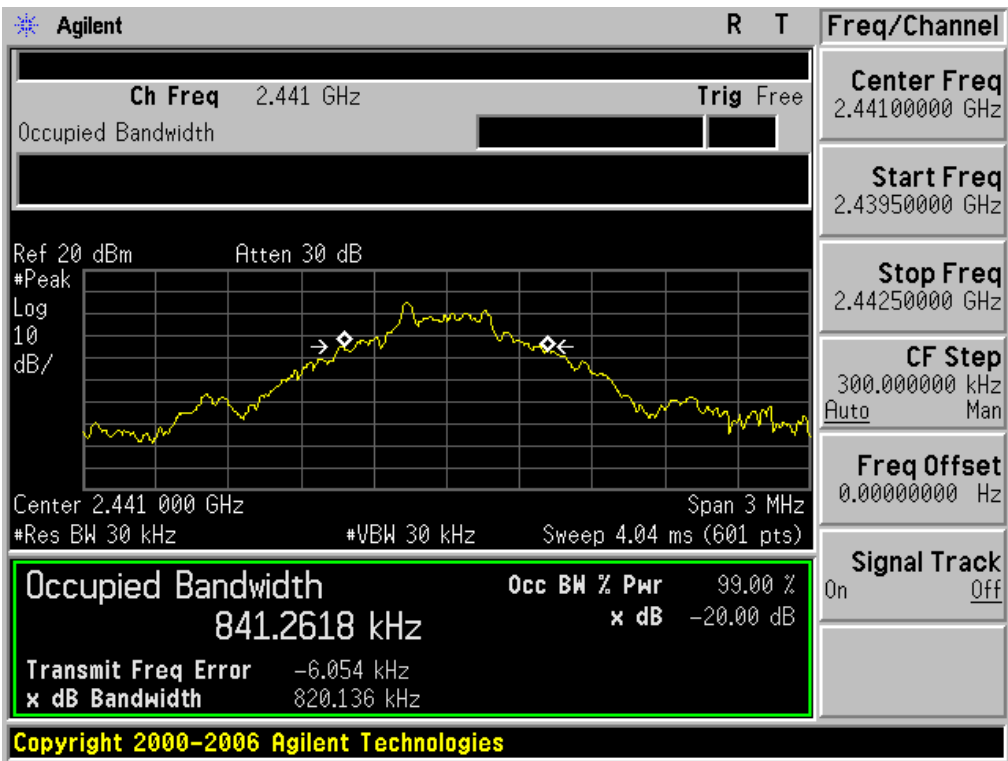 Agilent R T
Ch Freq 2.441 GHz Trig Free
Occupied Bandwidth
Ref 20 dBm Atten 30 dB
#Peak
Log
10
dB/
Center 2.441 000 GHz Span 3 MHz
#Res BW 30 kHz #VBW 30 kHz Sweep 4.04 ms (601 pts)
Occupied Bandwidth Occ BW % Pwr 99.00 %
841.2618 kHz x dB -20.00 dB
Transmit Freq Error -6.054 kHz
x dB Bandwidth 820.136 kHz
Copyright 2000-2006 Agilent Technologies
Freq/Channel
Center Freq
2.44100000 GHz
Start Freq
2.43950000 GHz
Stop Freq
2.44250000 GHz
CF Step
300.000000 kHz
Auto Man
Freq Offset
0.00000000 Hz
Signal Track
On Off